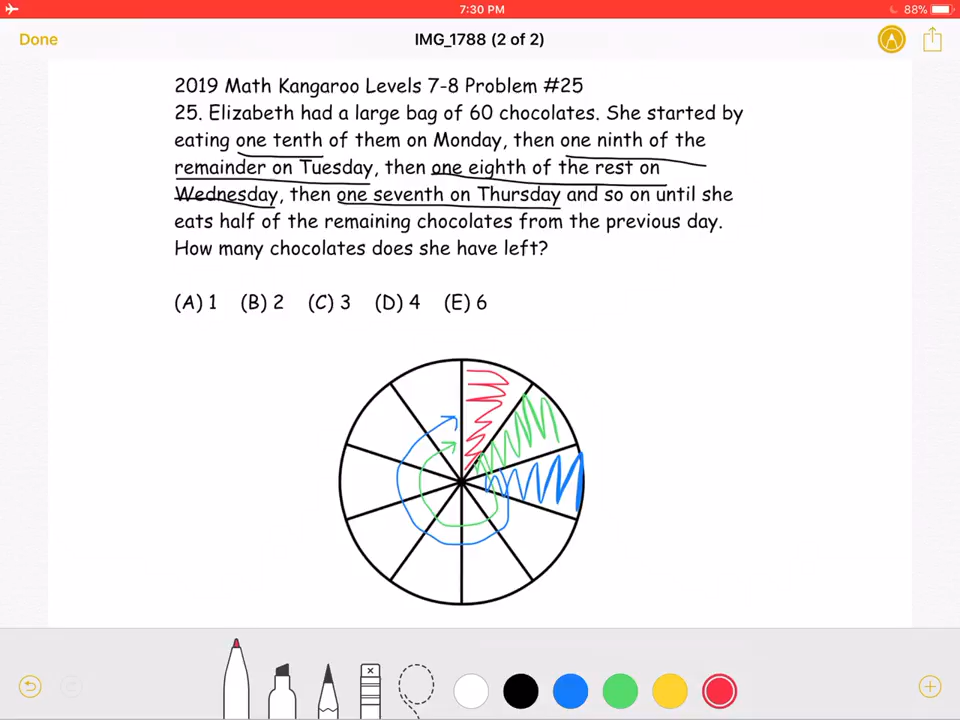 7:30 PM
88%
Done
IMG_1788 (2 of 2)
2019 Math Kangaroo Levels 7-8 Problem #25
25. Elizabeth had a large bag of 60 chocolates. She started by
eating one tenth of them on Monday, then one ninth of the
remainder on Tuesday, then one eighth of the rest on
Wednesday, then one seventh on Thursday and so on until she
eats half of the remaining chocolates from the previous day.
How many chocolates does she have left?
(A) 1 (B) 2 (C) 3 (D) 4 (E) 6